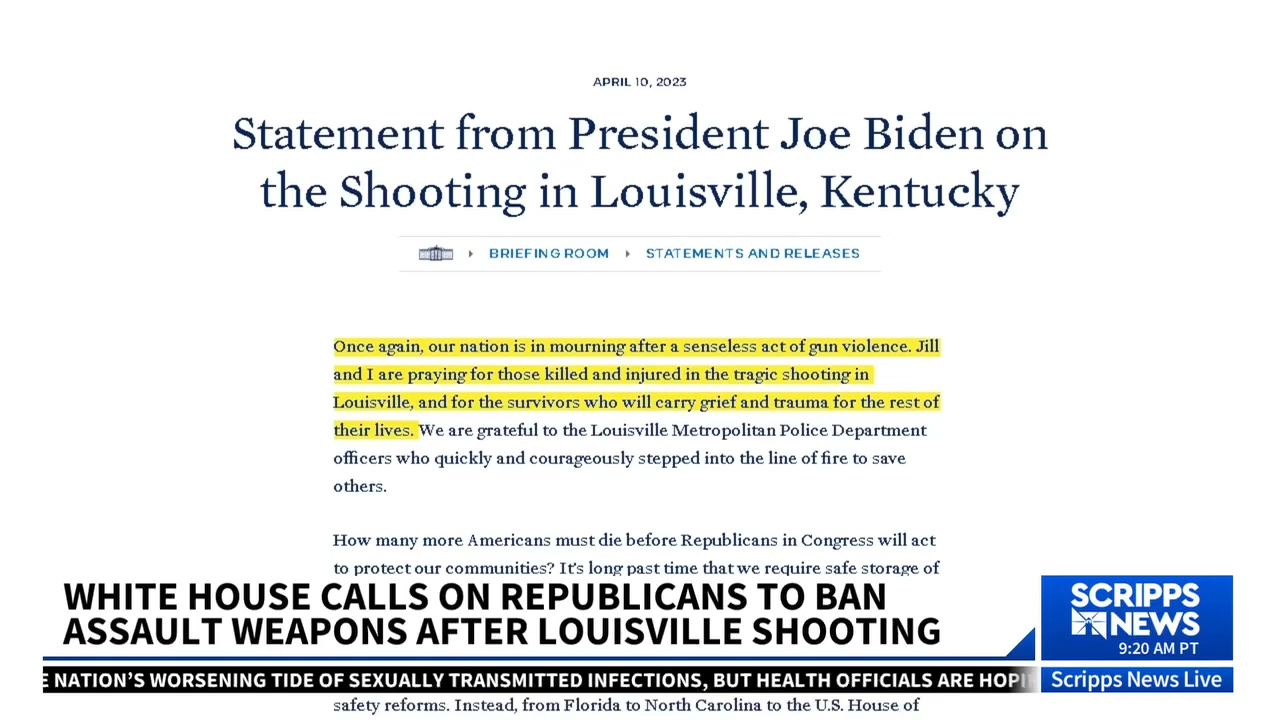 APRIL 10, 2023
Statement from President Joe Biden on
the Shooting in Louisville, Kentucky
BRIEFING ROOM STATEMENTS AND RELEASES
Once again, our nation is in mourning after a senseless act of gun violence. Jill
and I are praying for those killed and injured in the tragic shooting in
Louisville, and for the survivors who will carry grief and trauma for the rest of
their lives. We are grateful to the Louisville Metropolitan Police Department
officers who quickly and courageously stepped into the line of fire to save
others.
How many more Americans must die before Republicans in Congress will act
to protect our communities? It's long past time that we require safe storage of
WHITE HOUSE CALLS ON REPUBLICANS TO BAN
ASSAULT WEAPONS AFTER LOUISVILLE SHOOTING
SCRIPPS
NEWS
9:20 AM PT
NATION'S WORSENING TIDE OF SEXUALLY TRANSMITTED INFECTIONS, BUT HEALTH OFFICIALS ARE
Scripps News Live
safety reforms. Instead, from Florida to North Carolina to the U.S. House of